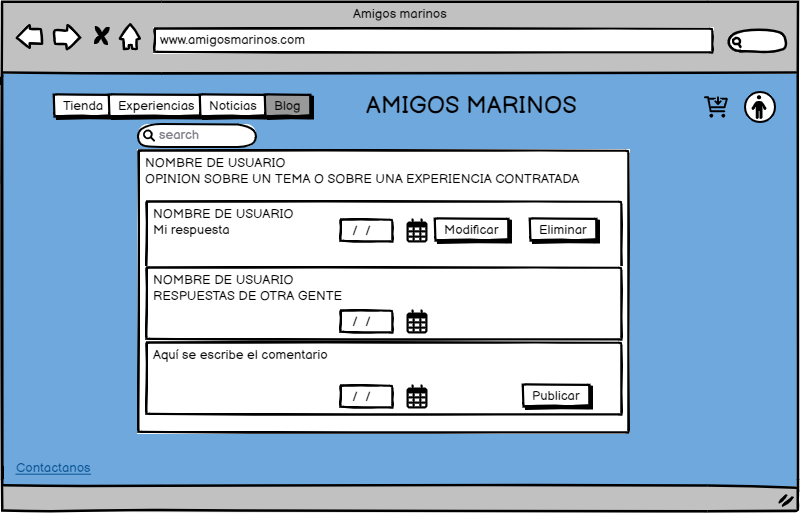 Amigos marinos
www.amigosmarinos.com
Tienda Experiencias Noticias Blog
AMIGOS MARINOS
search
NOMBRE DE USUARIO
OPINION SOBRE UN TEMA O SOBRE UNA EXPERIENCIA CONTRATADA
NOMBRE DE USUARIO
Mi respuesta
/ /
Modificar
Eliminar
NOMBRE DE USUARIO
RESPUESTAS DE OTRA GENTE
/ /
Aquí se escribe el comentario
/ /
Publicar
Contactanos